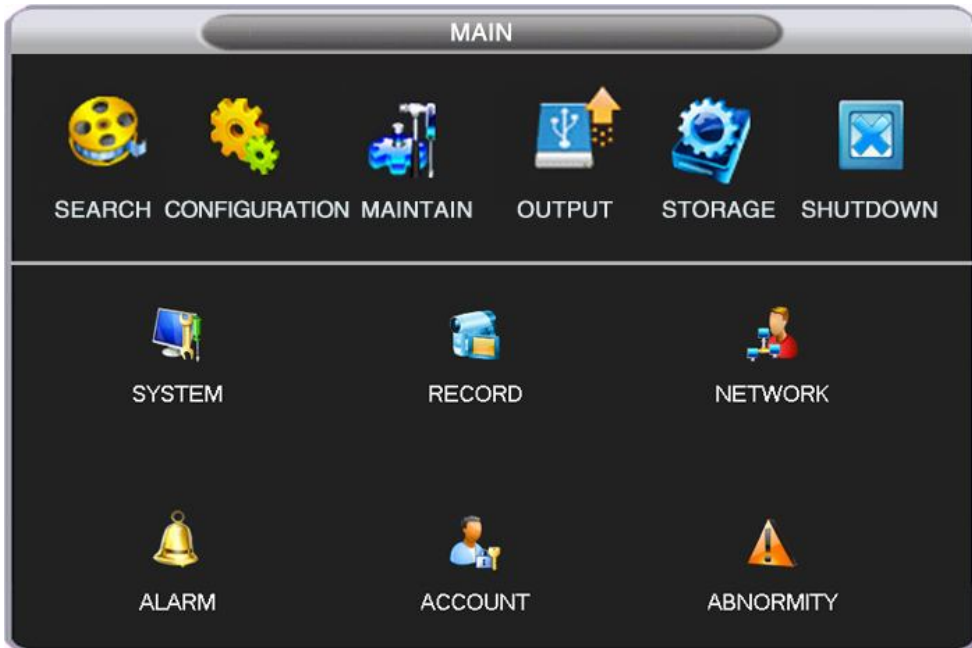 MAIN
SEARCH CONFIGURATION MAINTAIN OUTPUT STORAGE SHUTDOWN
SYSTEM RECORD NETWORK
ALARM ACCOUNT ABNORMITY